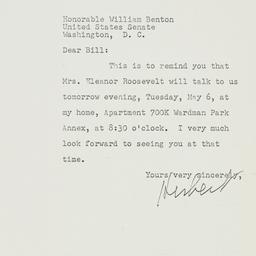 Honorable William Benton
United States Senate
Washington, D. C.
Dear Bill:
This is to remind you that
Mrs. Eleanor Roosevelt will talk to us
tomorrow evening, Tuesday, May 6, at
my home, Apartment 700K Wardman Park
Annex, at 8:30 o'clock. I very much
look forward to seeing you at that
time.
Yours very sincerely,
Herbert